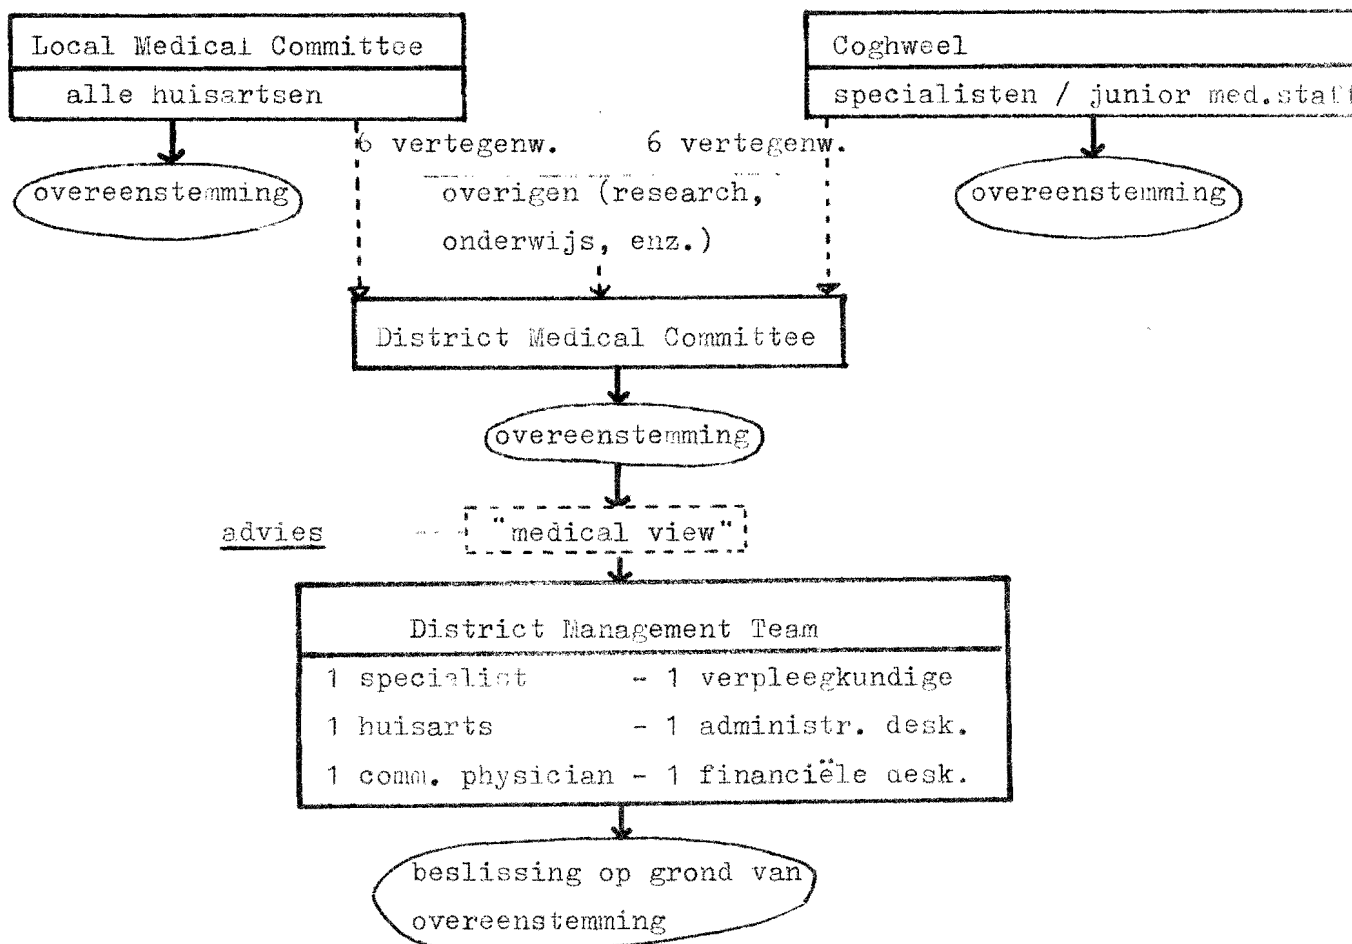 Local Medical Committee
alle huisartsen
Coghweel
specialisten / junior med.staff
6 vertegenw. 6 vertegenw.
overeenstemming
overigen (research,
onderwijs, enz.)
overeenstemming
District Medical Committee
overeenstemming
advies
"medical view"
District Management Team
1 specialist - 1 verpleegkundige
1 huisarts - 1 administr. desk.
1 comm. physician - 1 financiële desk.
beslissing op grond van
overeenstemming